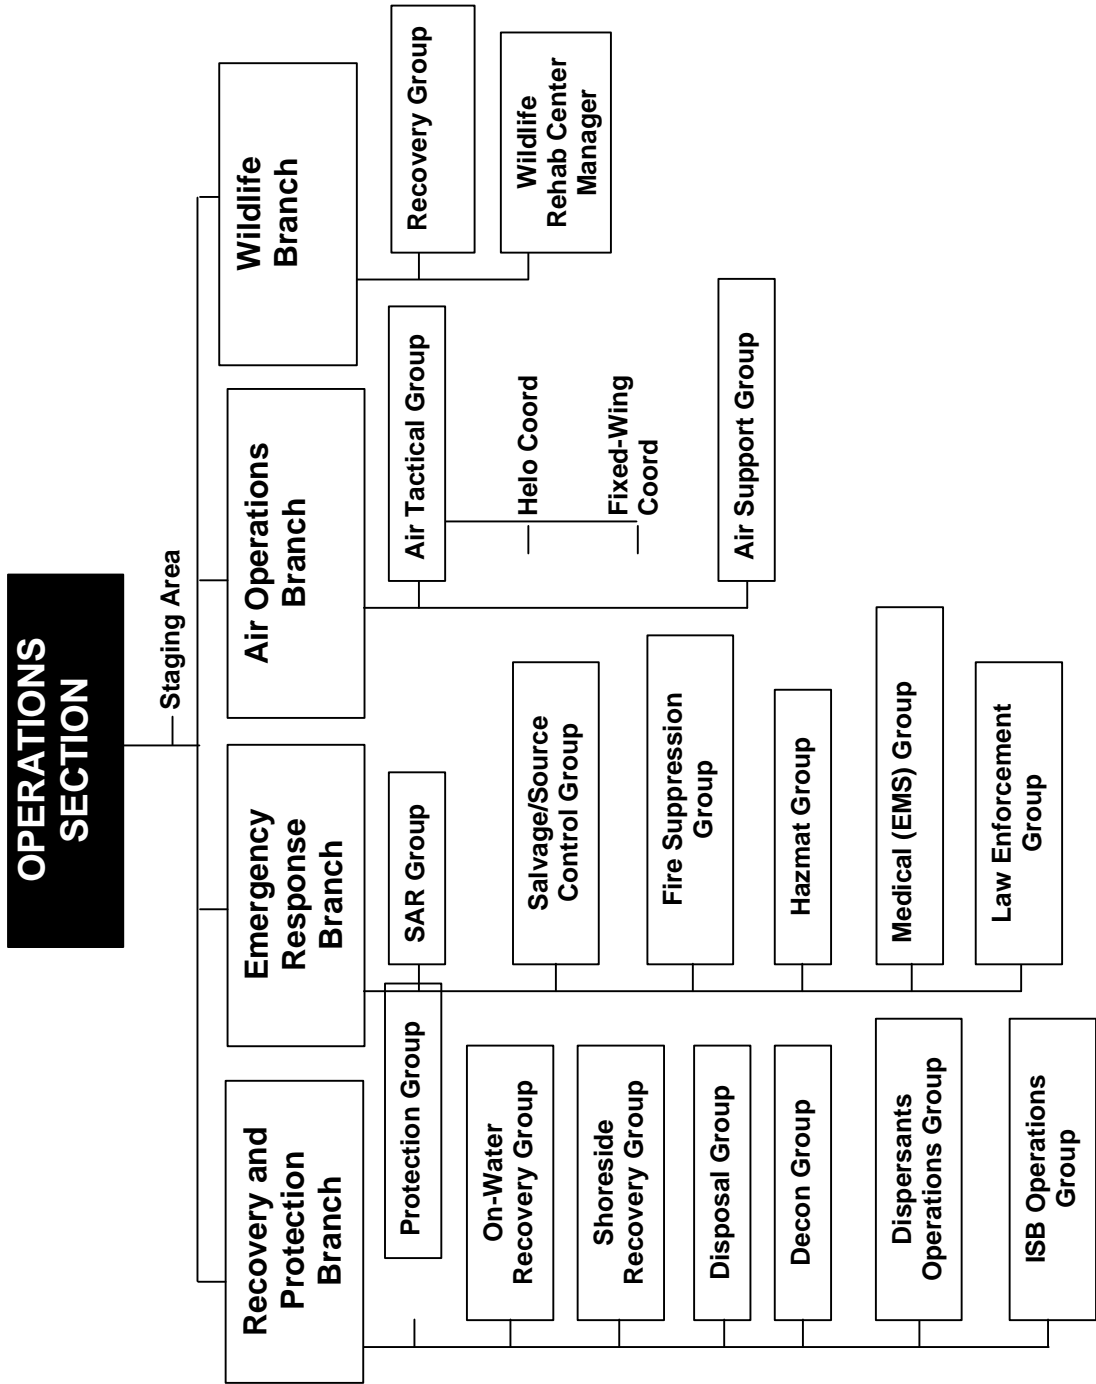 OPERATIONS
SECTION
Staging Area
Recovery and
Protection
Branch
Protection Group
On-Water
Recovery Group
Shoreside
Recovery Group
Disposal Group
Decon Group
Dispersants
Operations Group
ISB Operations
Group
Emergency
Response
Branch
SAR Group
Salvage/Source
Control Group
Fire Suppression
Group
Hazmat Group
Medical (EMS) Group
Law Enforcement
Group
Air Operations
Branch
Air Tactical Group
Helo Coord
Fixed-Wing
Coord
Air Support Group
Wildlife
Branch
Recovery Group
Wildlife
Rehab Center
Manager